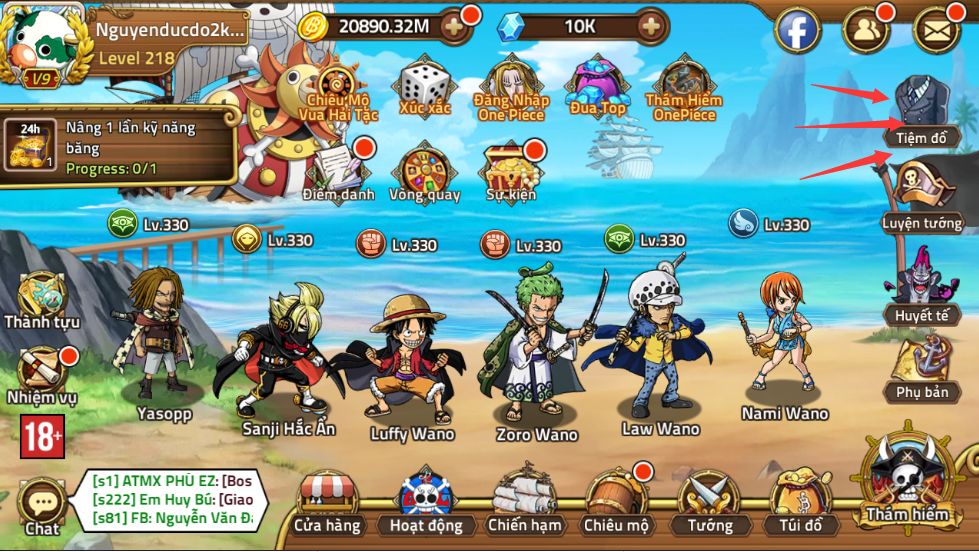 Nguyenducdo2k...
20890.32M
10K
Level 218
V9
24h
1
Nâng 1 lần kỹ năng
băng
Progress: 0/1
Chiêu Mộ
Vua Hải Tặc
Xúc xắc
Đăng Nhập
One Piece
Đua Top
Thám Hiểm
OnePiece
Tiệm đồ
Điểm danh
Vòng quay
Sự kiện
Luyện tướng
Lv.330
Lv.330
Lv.330
Lv.330
Lv.330
Lv.330
Thành tựu
Huyết tế
Nhiệm vụ
Phụ bản
66
Yasopp
Sanji Hắc Ẩn
Luffy Wano
Zoro Wano
Law Wano
Nami Wano
18+
[s1] ATMX PHÙ EZ: [Bos
[s222] Em Huy Bú: [Giao
[s81] FB: Nguyễn Văn Đ
Chat
Cửa hàng
Hoạt động
Chiến hạm
Chiêu mộ
Tướng
Túi đồ
Thám hiểm